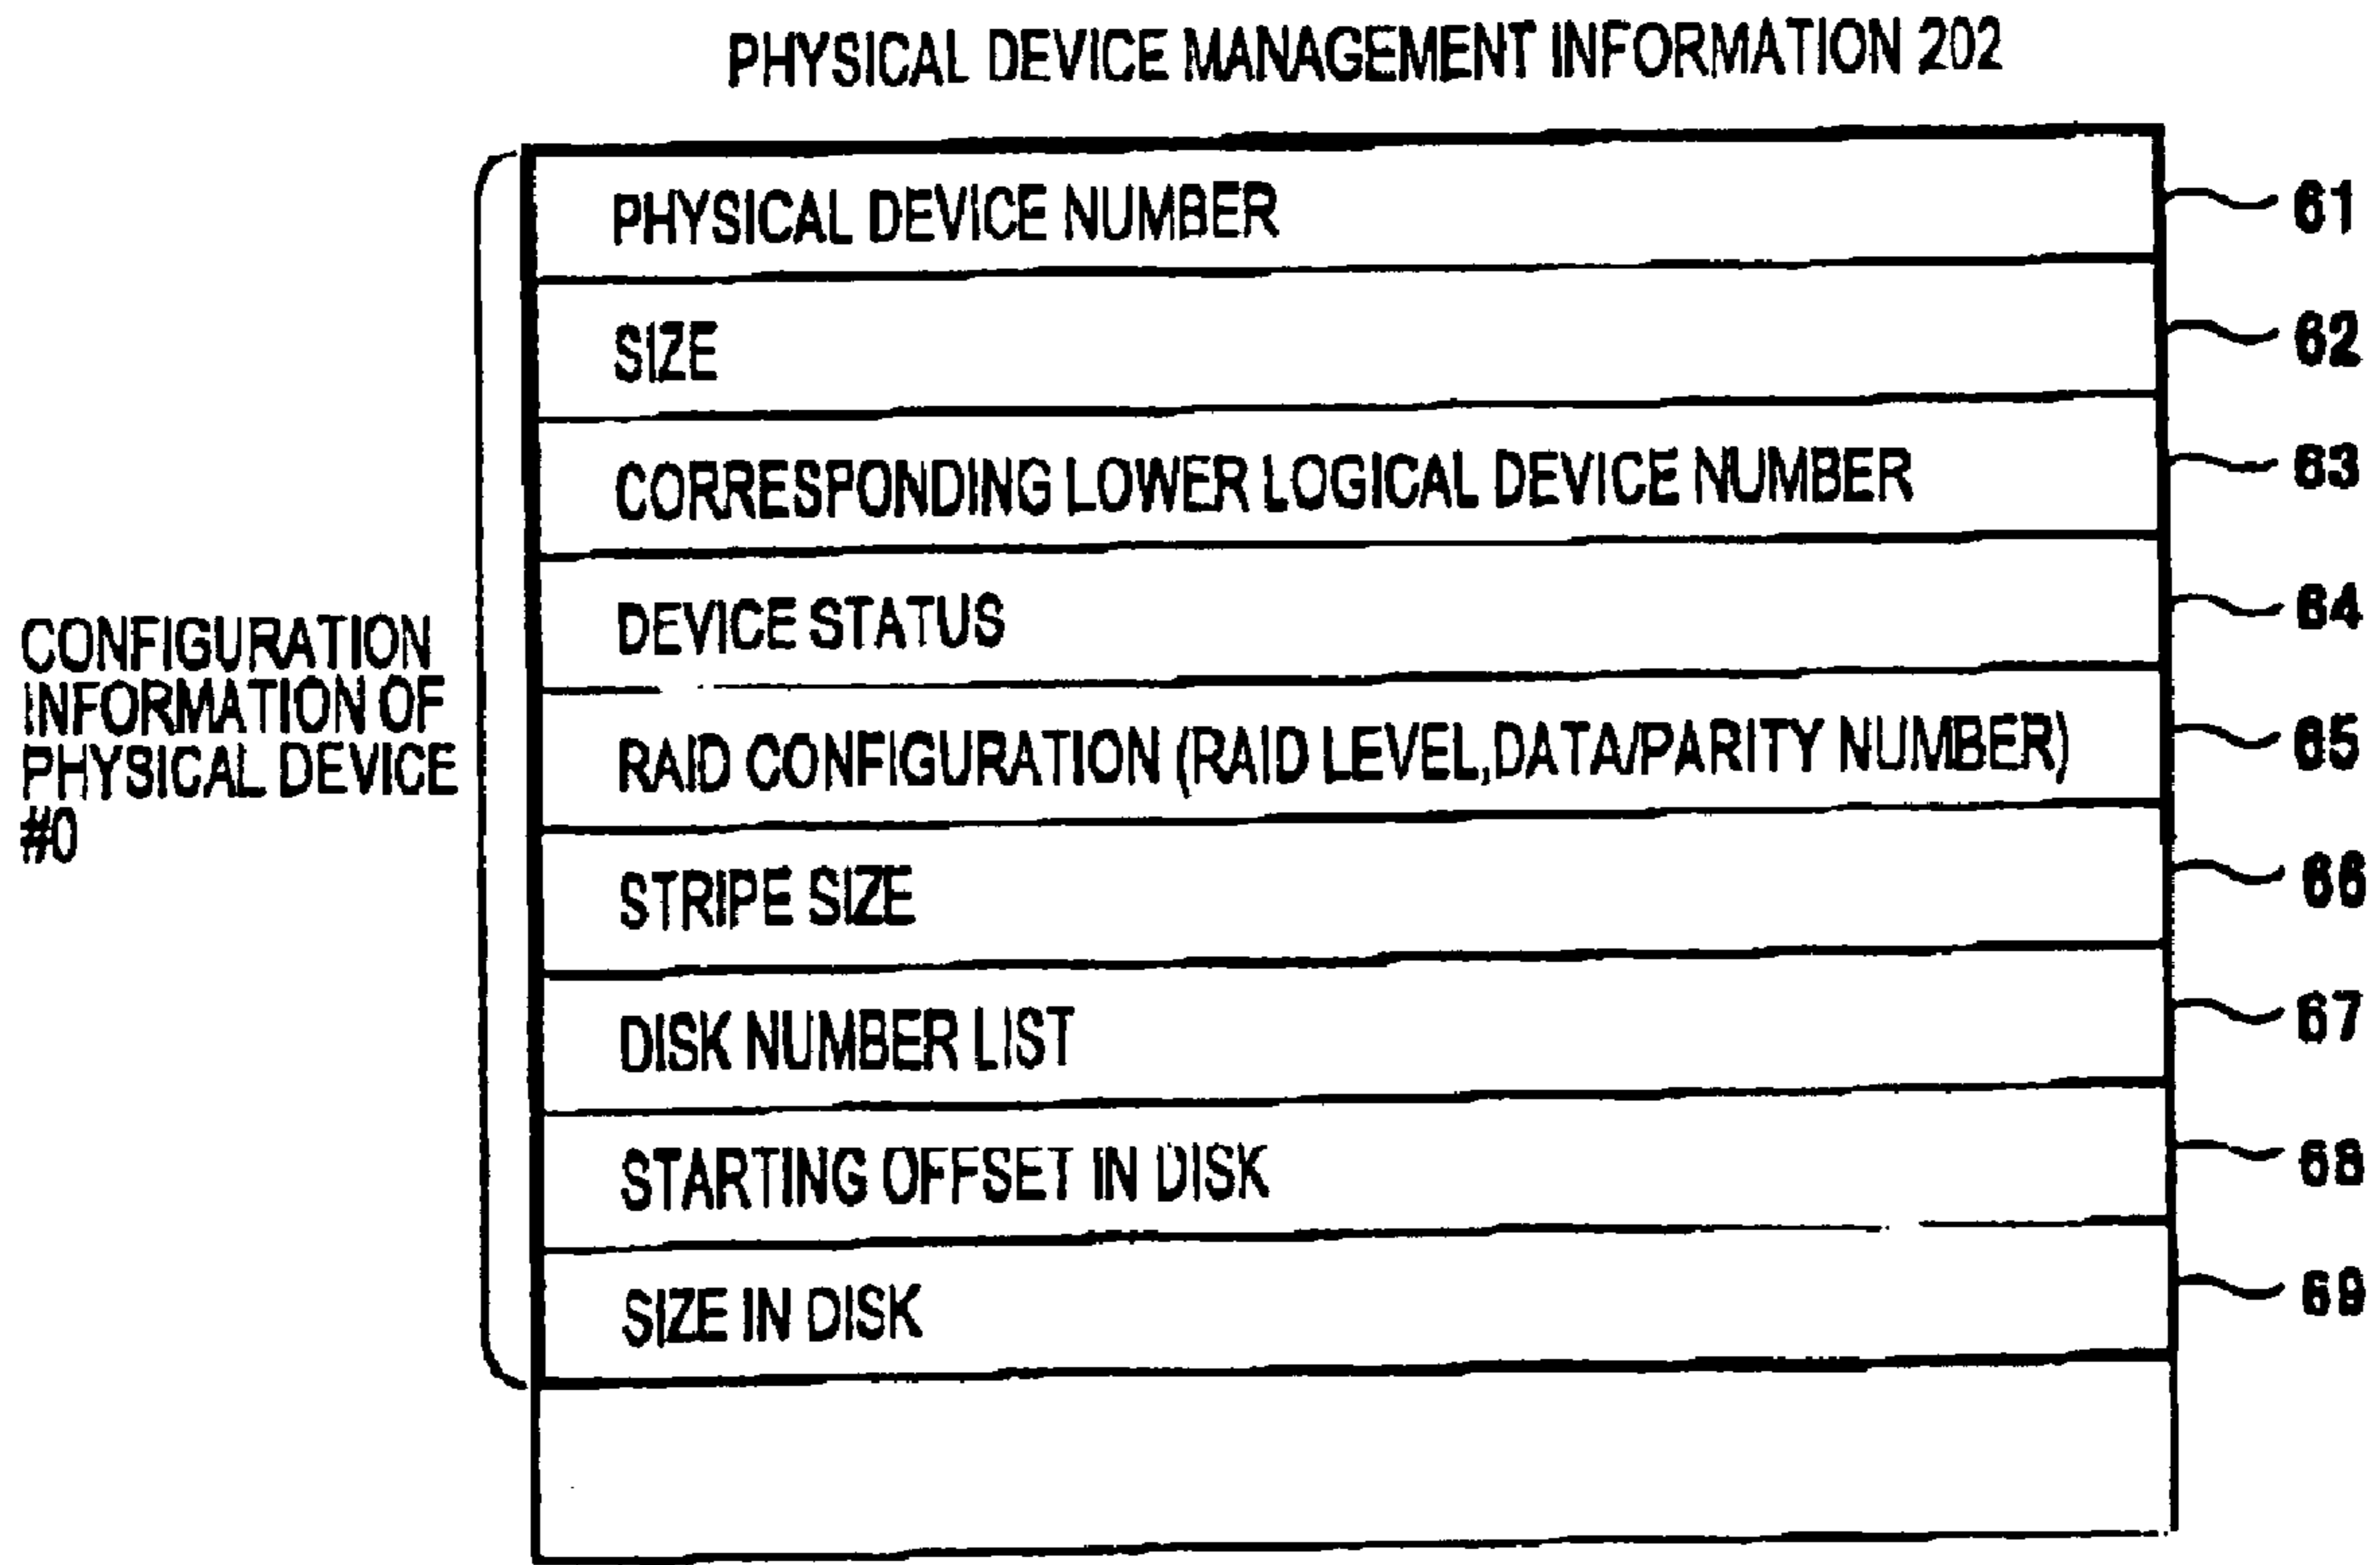 PHYSICAL DEVICE MANAGEMENT INFORMATION 202
PHYSICAL DEVICE NUMBER 61
SIZE 62
CORRESPONDING LOWER LOGICAL DEVICE NUMBER 63
DEVICE STATUS 64
CONFIGURATION
INFORMATION OF
PHYSICAL DEVICE
#0
RAID CONFIGURATION (RAID LEVEL,DATA/PARITY NUMBER) 65
STRIPE SIZE 66
DISK NUMBER LIST 67
STARTING OFFSET IN DISK 68
SIZE IN DISK 69